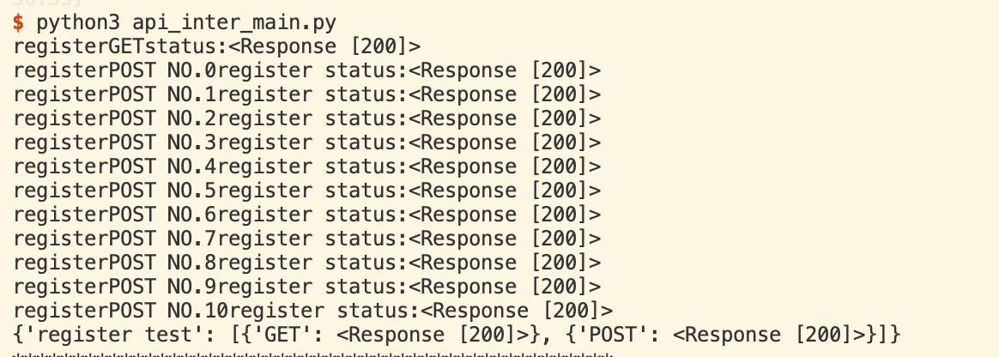 $ python3 api_inter_main.py
registerGETstatus:<Response [200]>
registerPOST NO.0register status:<Response [200]>
registerPOST NO.1register status:<Response [200]>
registerPOST NO.2register status:<Response [200]>
registerPOST NO.3register status:<Response [200]>
registerPOST NO.4register status:<Response [200]>
registerPOST NO.5register status:<Response [200]>
registerPOST NO.6register status:<Response [200]>
registerPOST NO.7register status:<Response [200]>
registerPOST NO.8register status:<Response [200]>
registerPOST NO.9register status:<Response [200]>
registerPOST NO.10register status:<Response [200]>
{'register test': [{'GET': <Response [200]>}, {'POST': <Response [200]>}]}